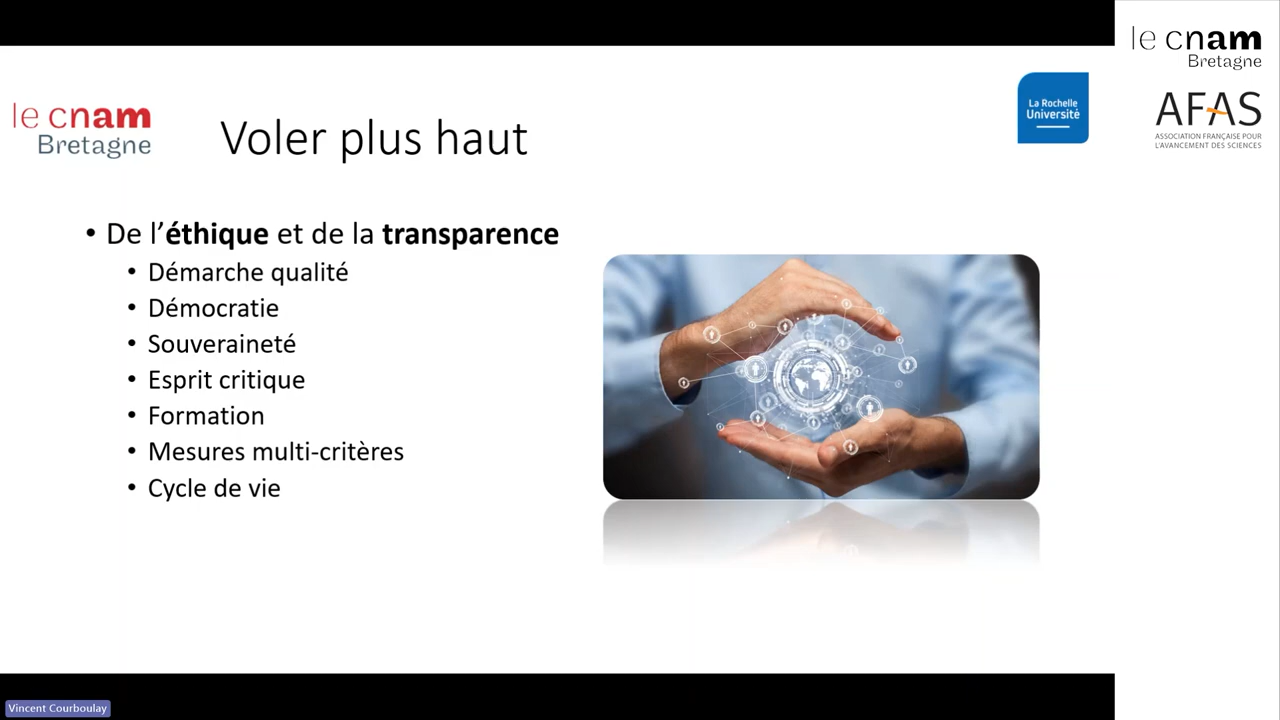 le cnam
Bretagne
Voler plus haut
La Rochelle
Université
le cnam
Bretagne
AFAS
ASSOCIATION FRANÇAISE POUR
L'AVANCEMENT DES SCIENCES
• De l'éthique et de la transparence
• Démarche qualité
• Démocratie
• Souveraineté
• Esprit critique
• Formation
• Mesures multi-critères
• Cycle de vie
Vincent Courboulay